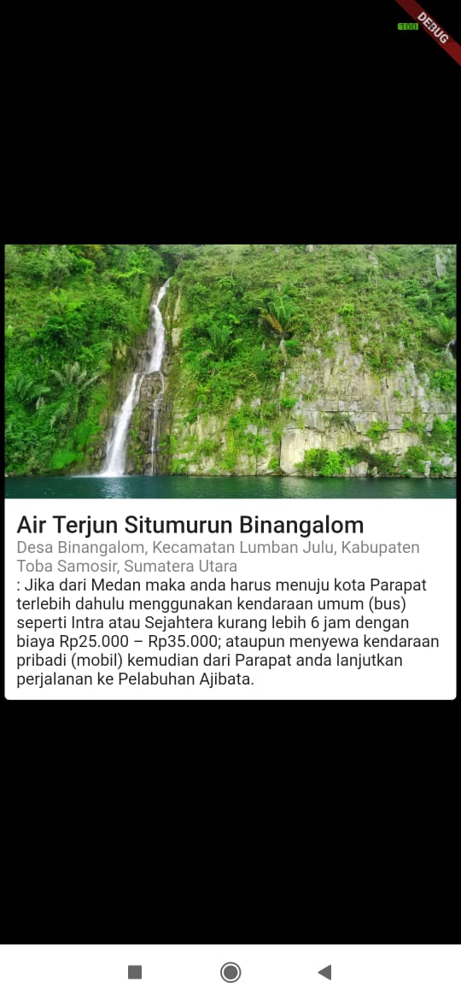 100
DEBUG
Air Terjun Situmurun Binangalom
Desa Binangalom, Kecamatan Lumban Julu, Kabupaten
Toba Samosir, Sumatera Utara
: Jika dari Medan maka anda harus menuju kota Parapat
terlebih dahulu menggunakan kendaraan umum (bus)
seperti Intra atau Sejahtera kurang lebih 6 jam dengan
biaya Rp25.000 – Rp35.000; ataupun menyewa kendaraan
pribadi (mobil) kemudian dari Parapat anda lanjutkan
perjalanan ke Pelabuhan Ajibata.